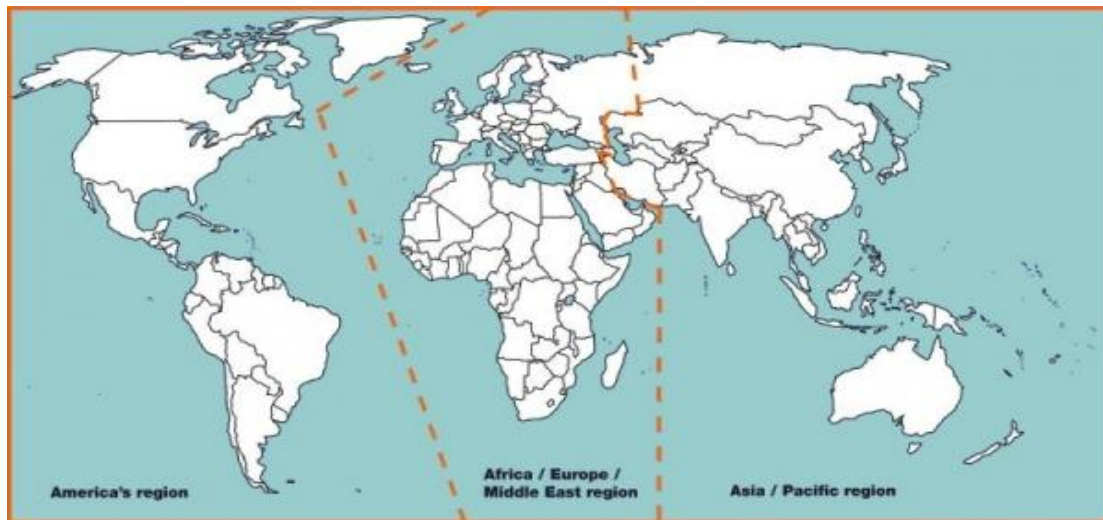 America's region
Africa / Europe /
Middle East region
Asia / Pacific region